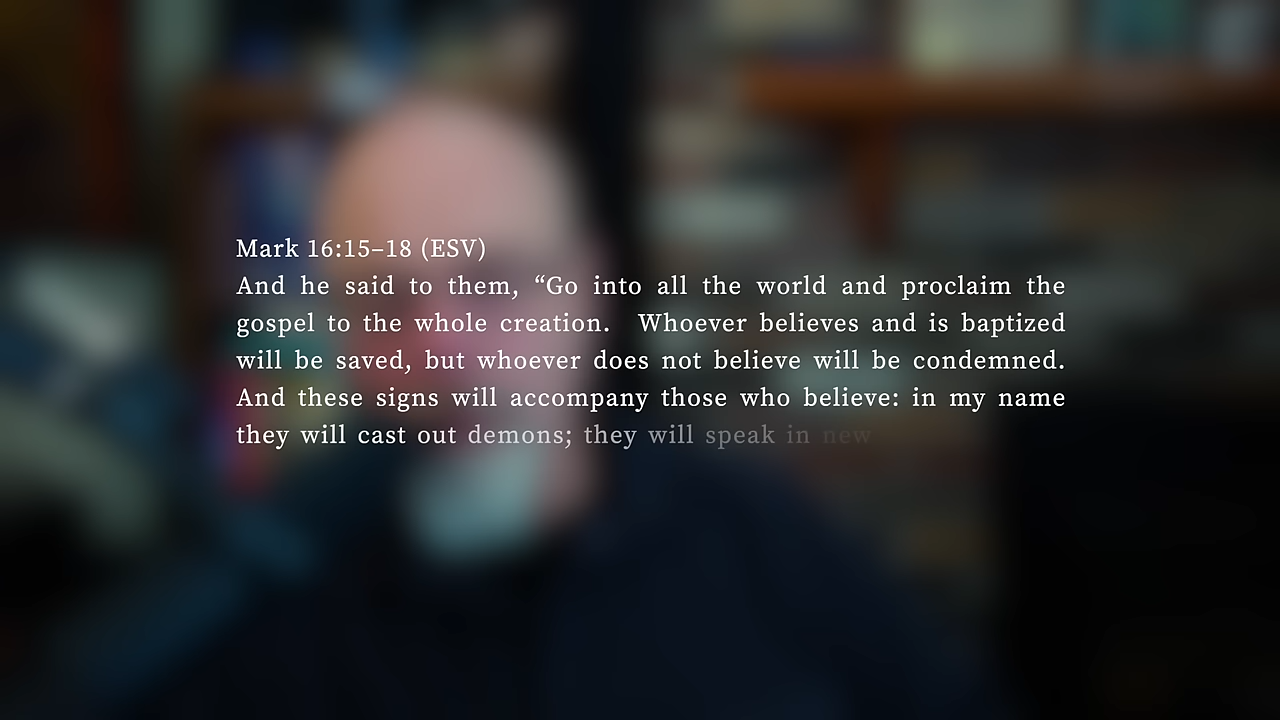 Mark 16:15–18 (ESV)
And he said to them, “Go into all the world and proclaim the
gospel to the whole creation.  Whoever believes and is baptized
will be saved, but whoever does not believe will be condemned.
And these signs will accompany those who believe: in my name
they will cast out demons; they will speak in new